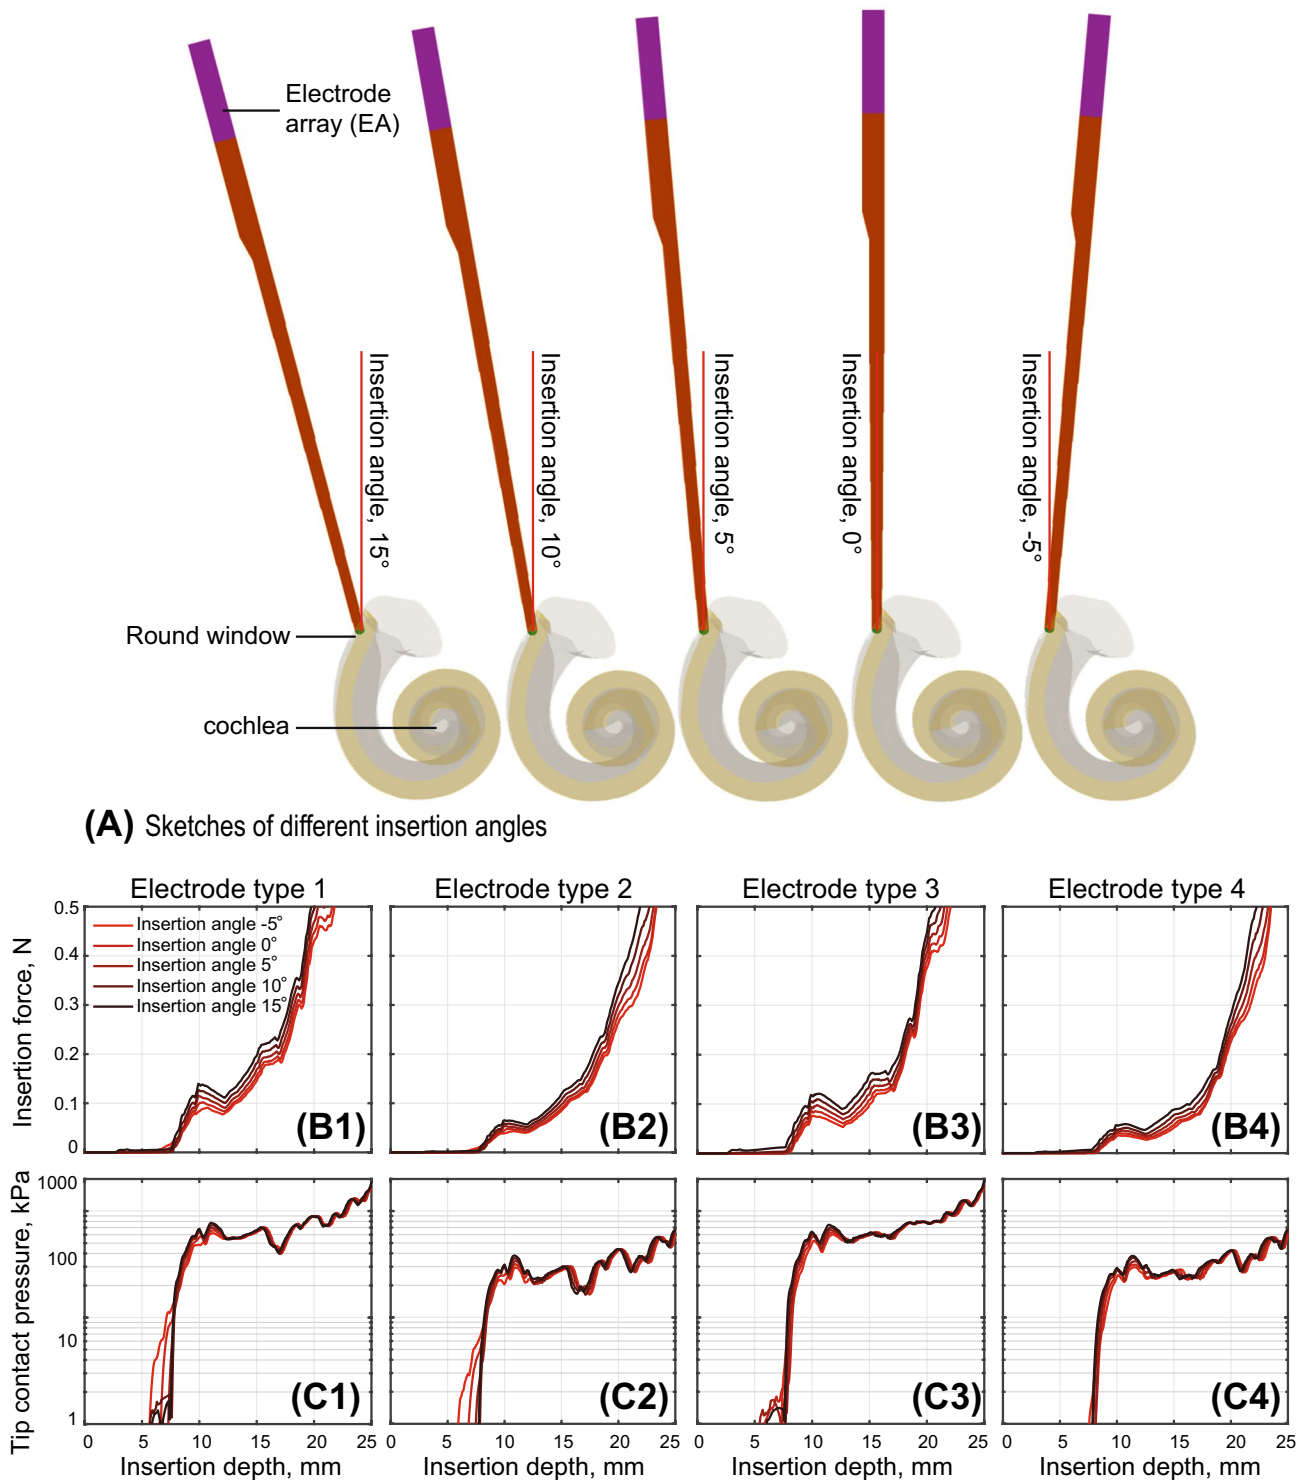 Electrode
array (EA)
Insertion angle, 15°
Insertion angle, 10°
Insertion angle, 5°
Insertion angle, 0°
Insertion angle, -5°
Round window
cochlea
(A) Sketches of different insertion angles
Electrode type 1
Electrode type 2
Electrode type 3
Electrode type 4
Insertion force, N
0.5
0.4
0.3
0.2
0.1
0
Insertion angle -5°
Insertion angle 0°
Insertion angle 5°
Insertion angle 10°
Insertion angle 15°
(B1)
(B2)
(B3)
(B4)
Tip contact pressure, kPa
1000
100
10
1
(C1)
(C2)
(C3)
(C4)
0 5 10 15 20 25
0 5 10 15 20 25
0 5 10 15 20 25
0 5 10 15 20 25
Insertion depth, mm
Insertion depth, mm
Insertion depth, mm
Insertion depth, mm